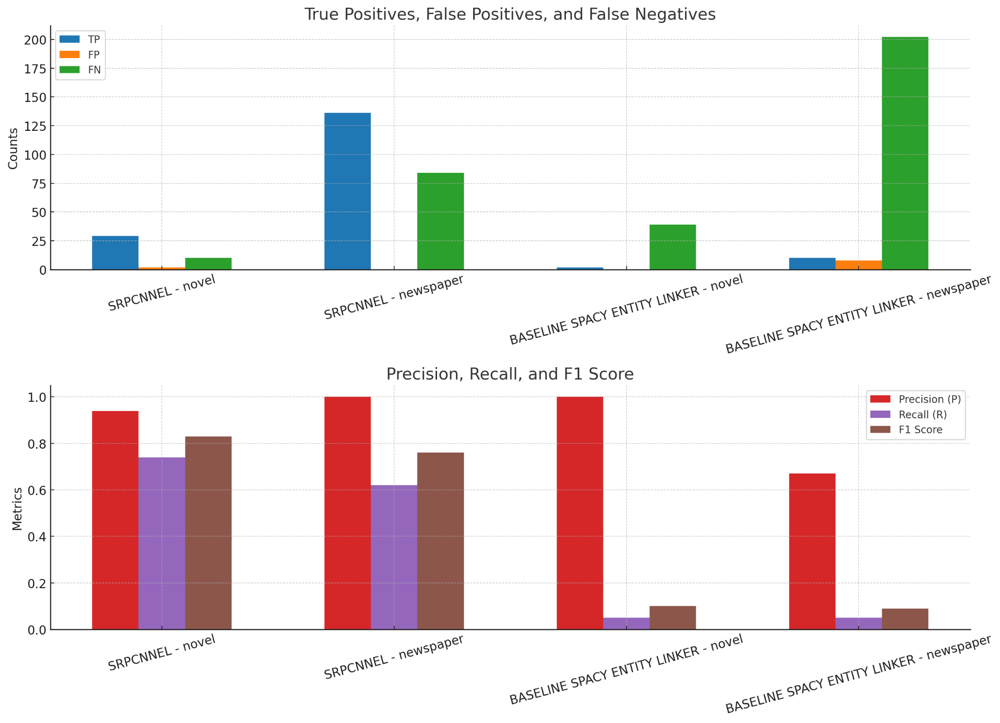 True Positives, False Positives, and False Negatives
TP
FP
FN
Counts
200
175
150
125
100
75
50
25
0
SRPCNNEL - novel
SRPCNNEL - newspaper
BASELINE SPACY ENTITY LINKER - novel
BASELINE SPACY ENTITY LINKER - newspaper
Precision, Recall, and F1 Score
Precision (P)
Recall (R)
F1 Score
Metrics
1.0
0.8
0.6
0.4
0.2
0.0
SRPCNNEL - novel
SRPCNNEL - newspaper
BASELINE SPACY ENTITY LINKER - novel
BASELINE SPACY ENTITY LINKER - newspaper